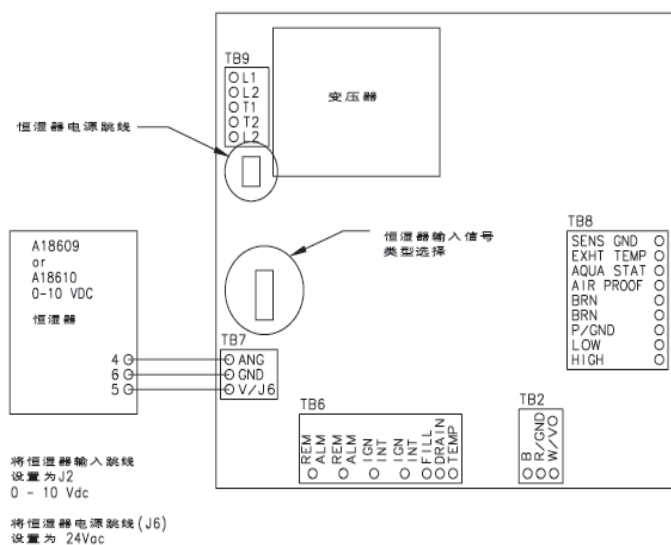 TB9
L1
L2
T1
T2
L2
变压器
恒湿器电源跳线
恒湿器输入信号
类型选择
A18609
or
A18610
0-10 VDC
恒湿器
4
6
5
TB7
ANG
GND
V/J6
TB8
SENS GND
EXHT TEMP
AQUA STAT
AIR PROOF
BRN
BRN
P/GND
LOW
HIGH
TB6
REM
ALM
REM
ALM
IGN
INT
IGN
INT
FILL
DRAIN
TEMP
TB2
B
R/GND
W/VO
将恒湿器输入跳线
设置为J2
0 - 10 Vdc
将恒湿器电源跳线(J6)
设置为 24Vac